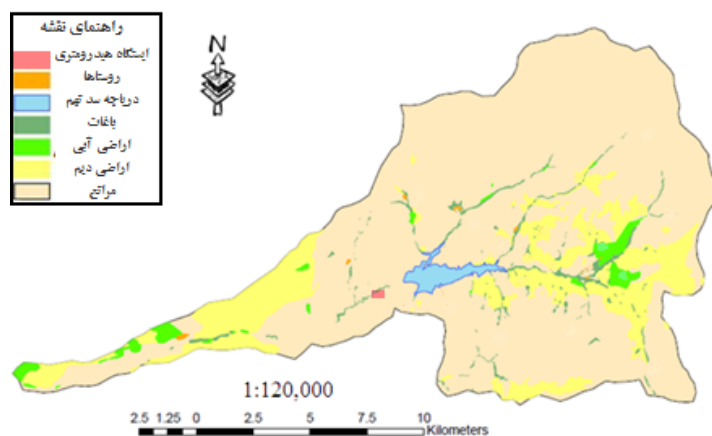 راهنمای نقشه
ایستگاه هیدرومتری
روستاها
دریاچه سد تهم
باغات
اراضی آبی
اراضی دیم
مراتع
N
1:120,000
2.5 1.25 0 2.5 5 7.5 10
Kilometers